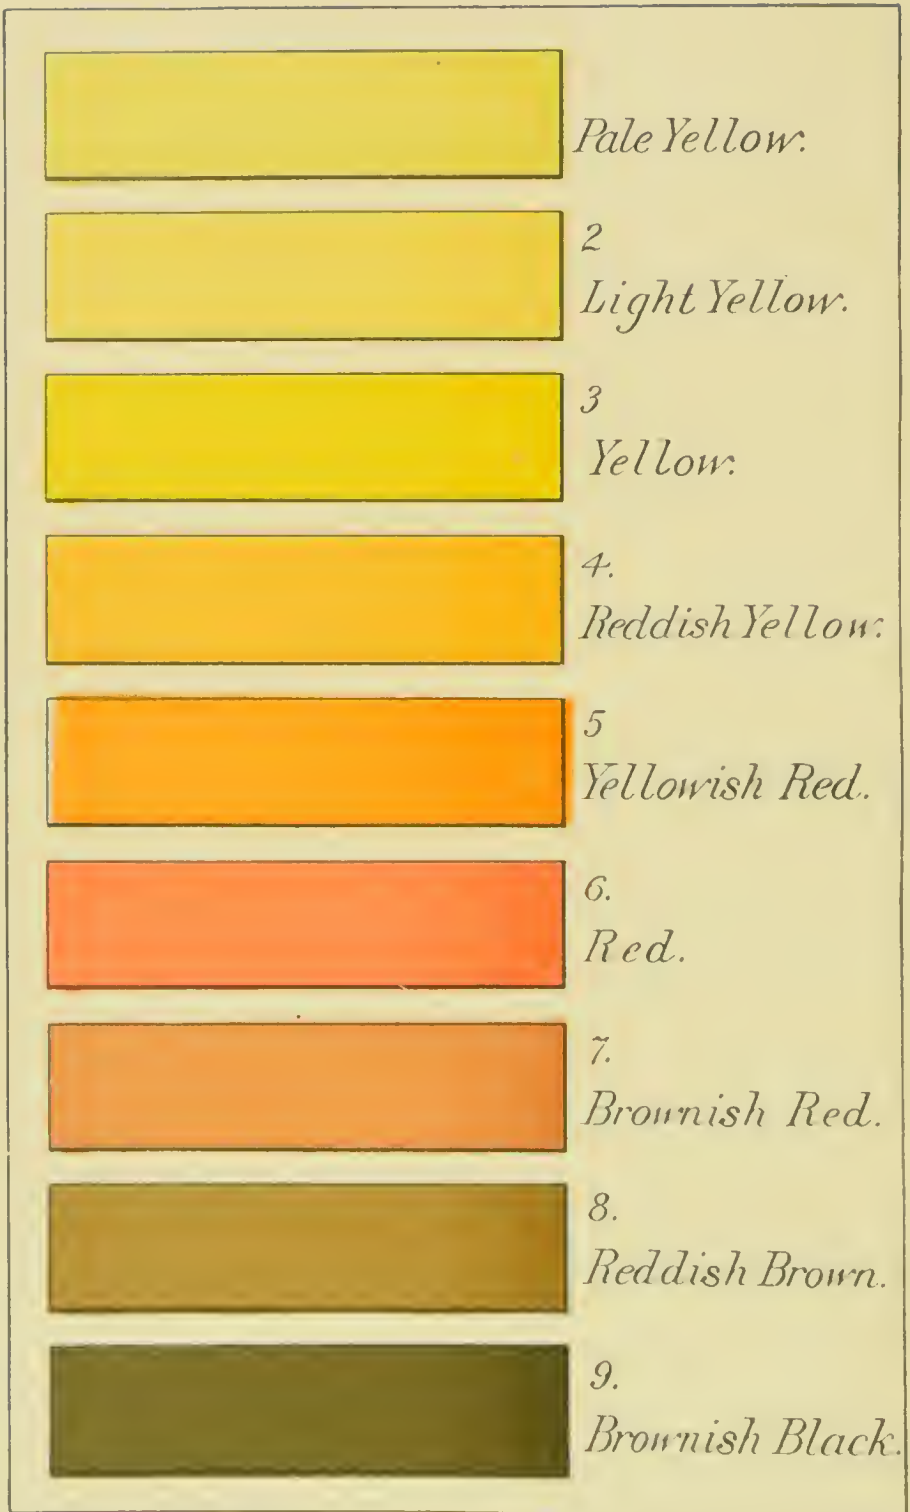 Pale Yellow.
2
Light Yellow.
3
Yellow.
4.
Reddish Yellow.
5
Yellowish Red.
6.
Red.
7.
Brownish Red.
8.
Reddish Brown.
9.
Brownish Black.